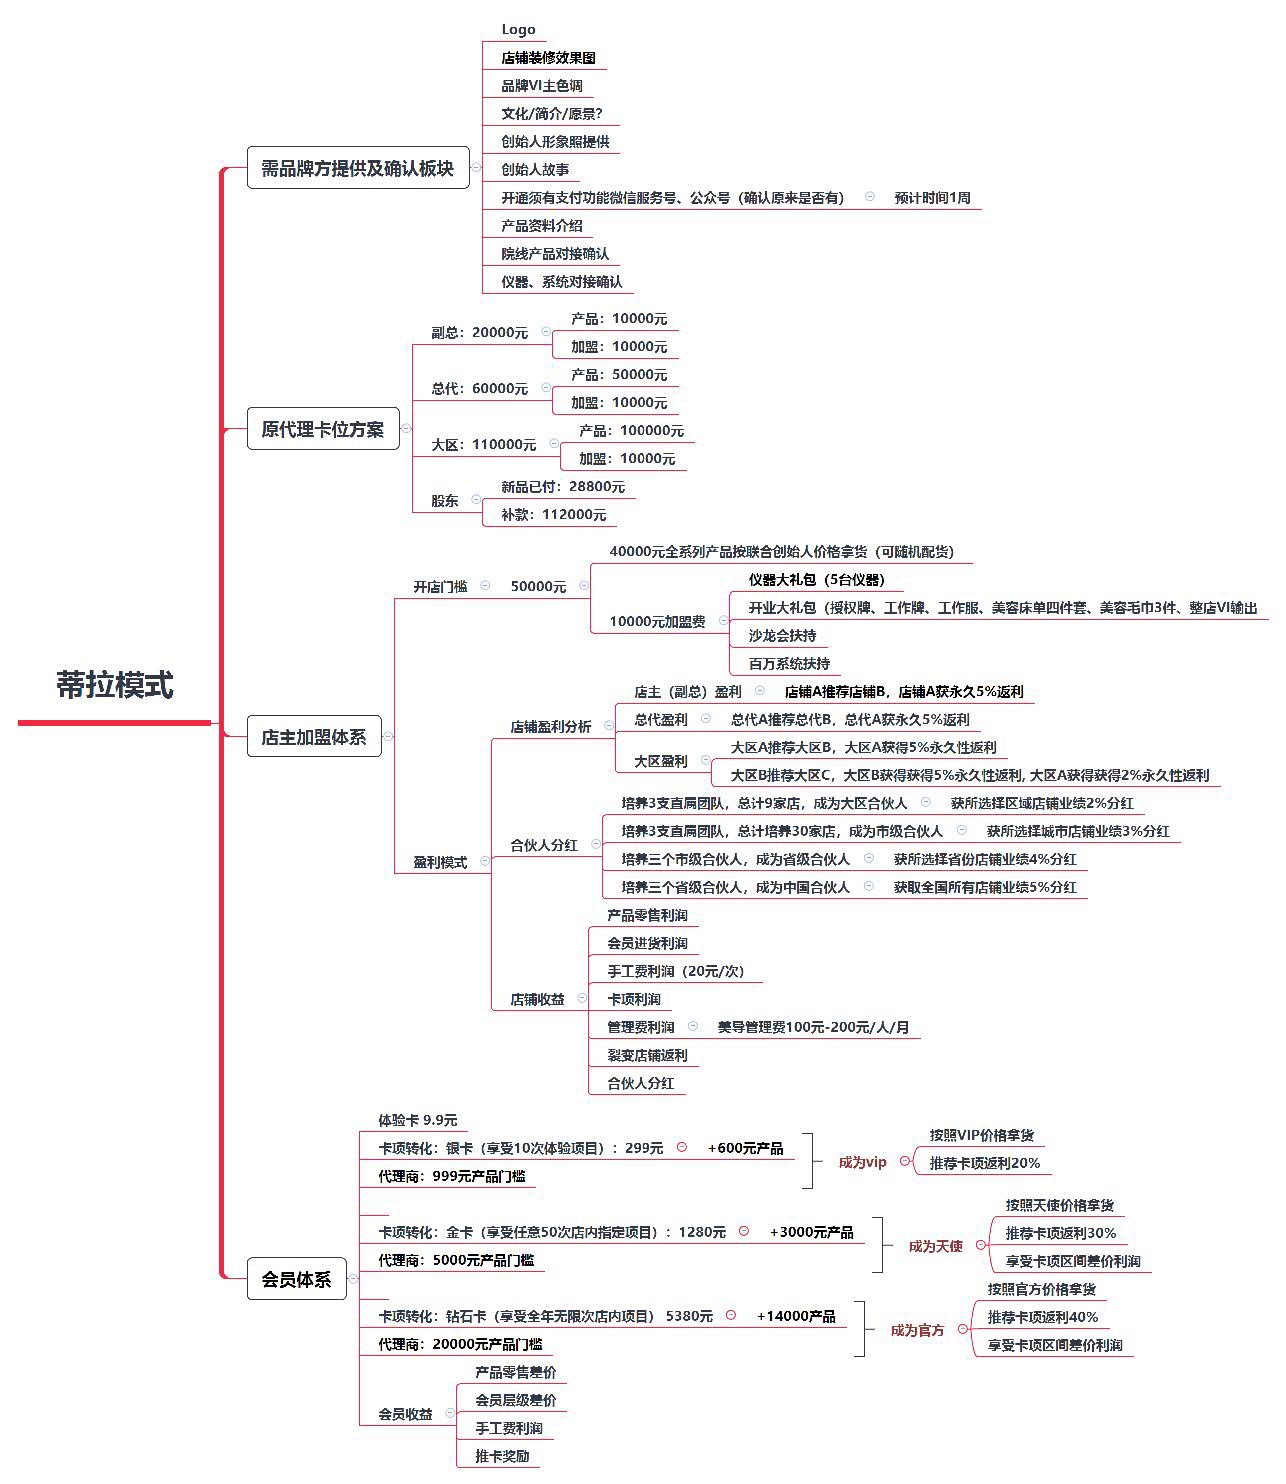 蒂拉模式
需品牌方提供及确认板块
Logo
店铺装修效果图
品牌VI主色调
文化/简介/愿景?
创始人形象照提供
创始人故事
开通须有支付功能微信服务号、公众号（确认原来是否有）
预计时间1周
产品资料介绍
院线产品对接确认
仪器、系统对接确认
原代理卡位方案
副总：20000元
产品：10000元
加盟：10000元
总代：60000元
产品：50000元
加盟：10000元
大区：110000元
产品：100000元
加盟：10000元
股东
新品已付：28800元
补款：112000元
店主加盟体系
开店门槛
50000元
40000元全系列产品按联合创始人价格拿货（可随机配货）
10000元加盟费
仪器大礼包（5台仪器）
开业大礼包（授权牌、工作牌、工作服、美容床单四件套、美容毛巾3件、整店VI输出
沙龙会扶持
百万系统扶持
盈利模式
店铺盈利分析
店主（副总）盈利
店铺A推荐店铺B，店铺A获永久5%返利
总代盈利
总代A推荐总代B，总代A获永久5%返利
大区盈利
大区A推荐大区B，大区A获得5%永久性返利
大区B推荐大区C，大区B获得获得5%永久性返利, 大区A获得获得2%永久性返利
合伙人分红
培养3支直属团队，总计9家店，成为大区合伙人
获所选择区域店铺业绩2%分红
培养3支直属团队，总计培养30家店，成为市级合伙人
获所选择城市店铺业绩3%分红
培养三个市级合伙人，成为省级合伙人
获所选择省份店铺业绩4%分红
培养三个省级合伙人，成为中国合伙人
获取全国所有店铺业绩5%分红
店铺收益
产品零售利润
会员进货利润
手工费利润（20元/次）
卡项利润
管理费利润
美导管理费100元-200元/人/月
裂变店铺返利
合伙人分红
会员体系
体验卡 9.9元
卡项转化：银卡（享受10次体验项目）：299元
+600元产品
代理商：999元产品门槛
成为vip
按照VIP价格拿货
推荐卡项返利20%
卡项转化：金卡（享受任意50次店内指定项目）：1280元
+3000元产品
代理商：5000元产品门槛
成为天使
按照天使价格拿货
推荐卡项返利30%
享受卡项区间差价利润
卡项转化：钻石卡（享受全年无限次店内项目） 5380元
+14000产品
代理商：20000元产品门槛
成为官方
按照官方价格拿货
推荐卡项返利40%
享受卡项区间差价利润
会员收益
产品零售差价
会员层级差价
手工费利润
推卡奖励